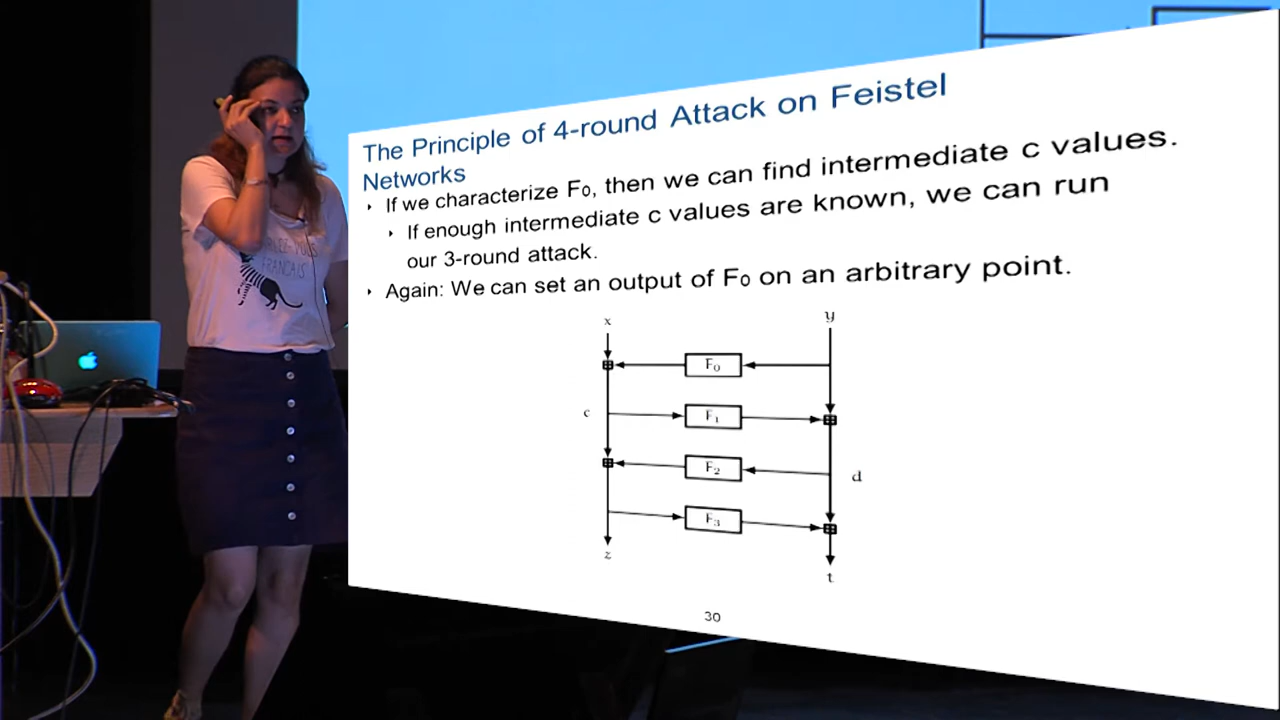 The Principle of 4-round Attack on Feistel
Networks
‣ If we characterize F₀, then we can find intermediate c values.
‣ If enough intermediate c values are known, we can run
our 3-round attack.
‣ Again: We can set an output of F₀ on an arbitrary point.
x y
F₀
c F₁
F₂ d
F₃
z
t
30
FRANCAIS